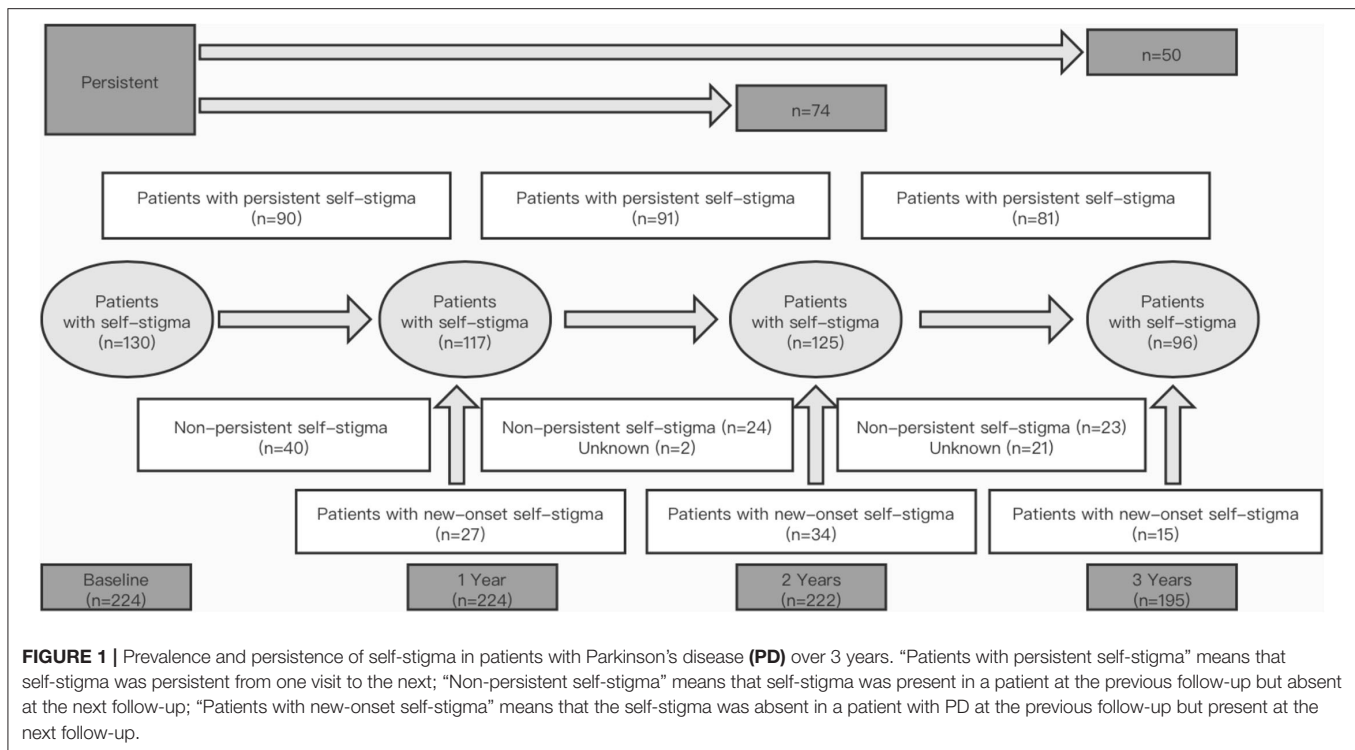 Persistent
n=50
n=74
Patients with persistent self-stigma
(n=90)
Patients with persistent self-stigma
(n=91)
Patients with persistent self-stigma
(n=81)
Patients
with self-stigma
(n=130)
Patients
with self-stigma
(n=117)
Patients
with self-stigma
(n=125)
Patients
with self-stigma
(n=96)
Non-persistent self-stigma
(n=40)
Non-persistent self-stigma (n=24)
Unknown (n=2)
Non-persistent self-stigma (n=23)
Unknown (n=21)
Patients with new-onset self-stigma
(n=27)
Patients with new-onset self-stigma
(n=34)
Patients with new-onset self-stigma
(n=15)
Baseline
(n=224)
1 Year
(n=224)
2 Years
(n=222)
3 Years
(n=195)
FIGURE 1 | Prevalence and persistence of self-stigma in patients with Parkinson's disease (PD) over 3 years. “Patients with persistent self-stigma” means that
self-stigma was persistent from one visit to the next; “Non-persistent self-stigma” means that self-stigma was present in a patient at the previous follow-up but absent
at the next follow-up; “Patients with new-onset self-stigma” means that the self-stigma was absent in a patient with PD at the previous follow-up but present at the
next follow-up.